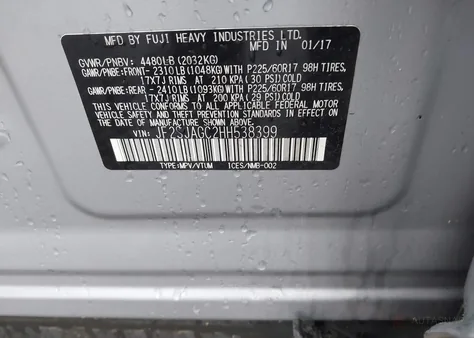 MFD BY FUJI HEAVY INDUSTRIES LTD.
MFD IN 01/17
GVWR/PNBV: 4480LB (2032KG)
GAWR/PNBE: FRONT- 2310LB (1048KG) WITH P225/60R17 98H TIRES,
17X7J RIMS AT 210 KPA (30 PSI) COLD
GAWR/PNBE: REAR - 2410LB (1093KG) WITH P225/60R17 98H TIRES,
17X7J RIMS AT 200 KPA (29 PSI) COLD
THIS VEHICLE CONFORMS TO ALL APPLICABLE FEDERAL MOTOR
VEHICLE SAFETY AND THEFT PREVENTION STANDARDS IN EFFECT ON
THE DATE OF MANUFACTURE SHOWN ABOVE.
VIN: JF2SJAGC2HH538399
TYPE:MPV/VTUM 1CES/NMB-002